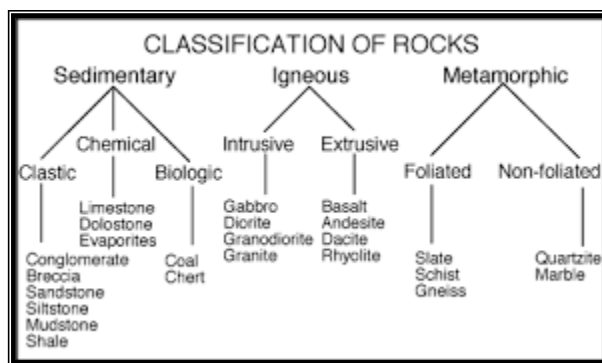 CLASSIFICATION OF ROCKS
Sedimentary
Igneous
Metamorphic
Clastic
Chemical
Biologic
Intrusive
Extrusive
Foliated
Non-foliated
Conglomerate
Breccia
Sandstone
Siltstone
Mudstone
Shale
Limestone
Dolostone
Evaporites
Coal
Chert
Gabbro
Diorite
Granodiorite
Granite
Basalt
Andesite
Dacite
Rhyolite
Slate
Schist
Gneiss
Quartzite
Marble